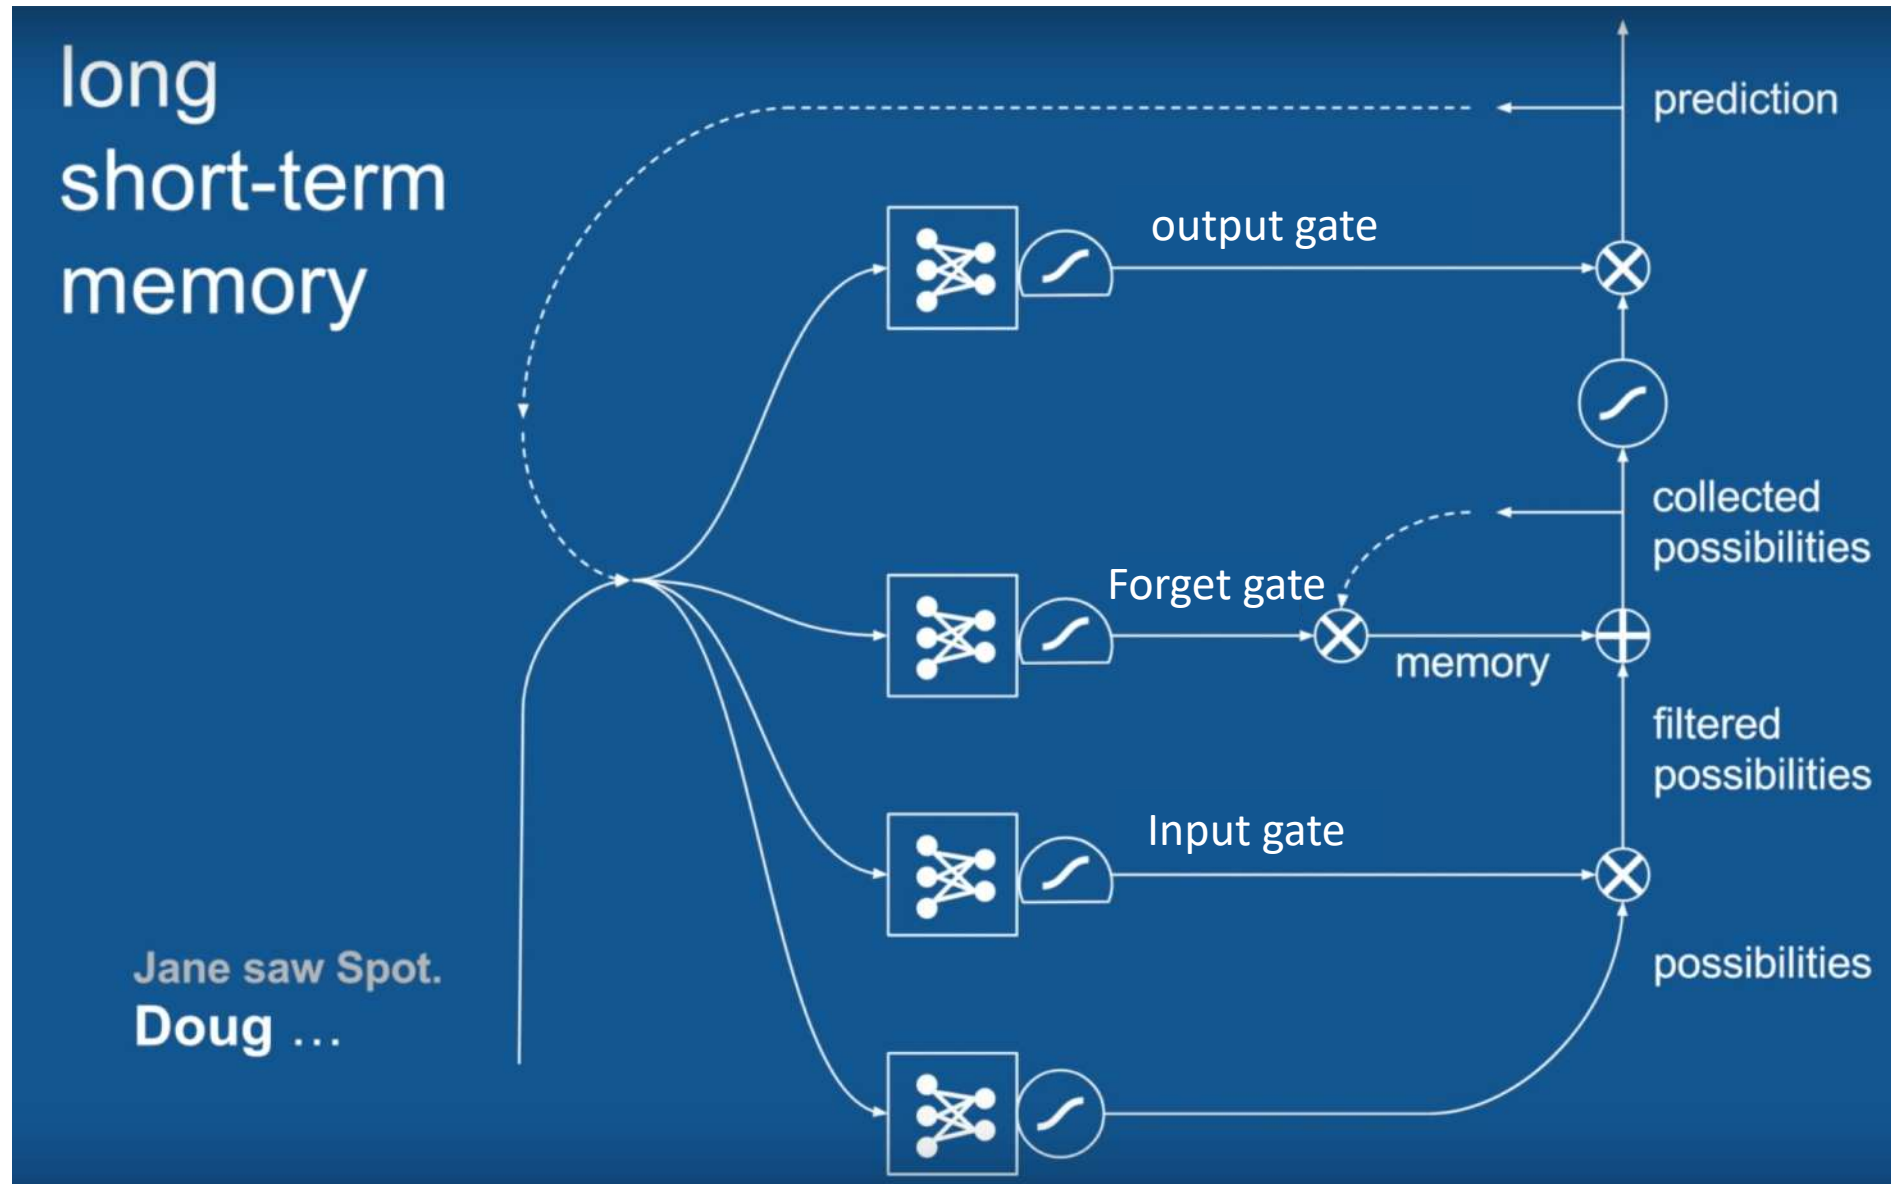 long
short-term
memory
prediction
output gate
collected
possibilities
Forget gate
memory
filtered
possibilities
Input gate
possibilities
Jane saw Spot.
Doug ...